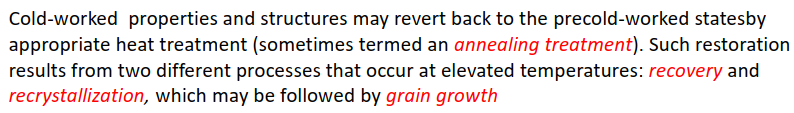 Cold-worked  properties and structures may revert back to the precold-worked statesby
appropriate heat treatment (sometimes termed an annealing treatment). Such restoration
results from two different processes that occur at elevated temperatures: recovery and
recrystallization, which may be followed by grain growth